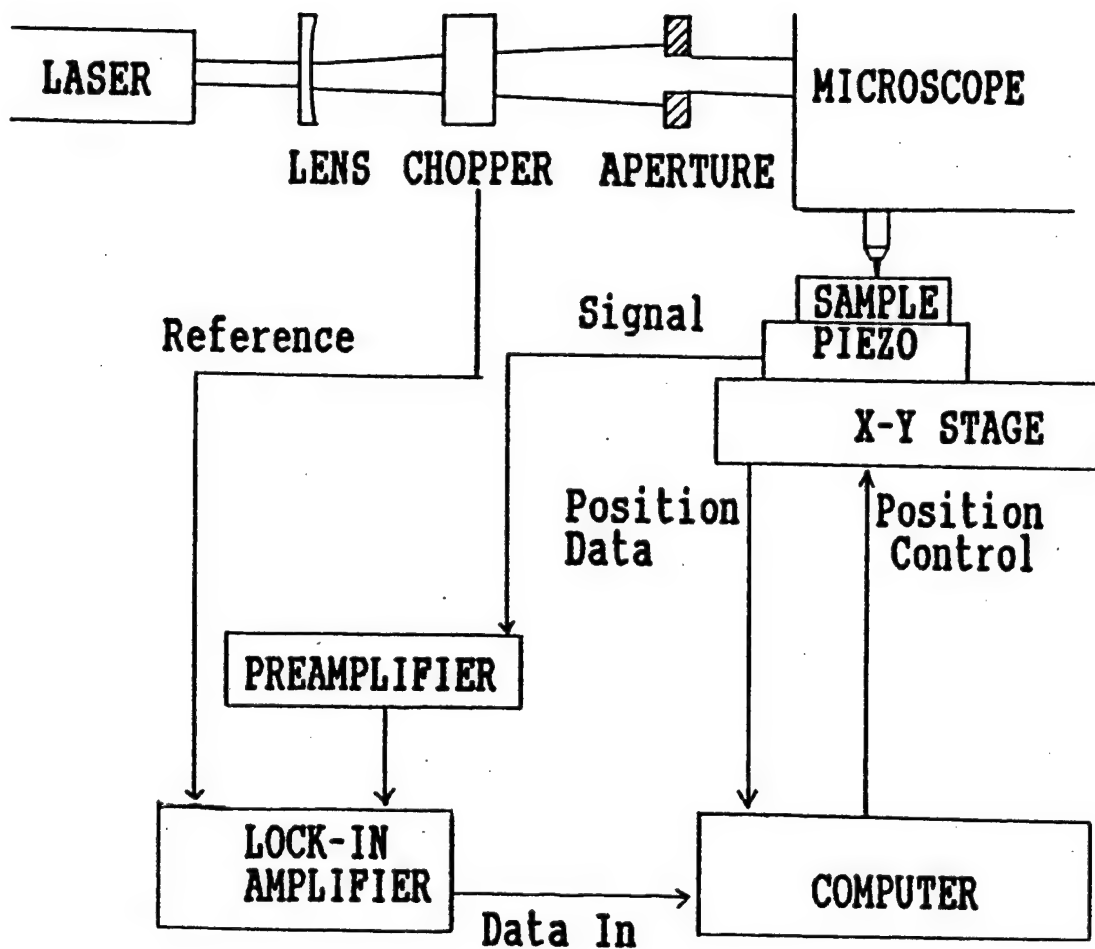 LASER
MICROSCOPE
LENS CHOPPER APERTURE
SAMPLE
Signal
PIEZO
Reference
X-Y STAGE
Position
Data
Position
Control
PREAMPLIFIER
LOCK-IN
AMPLIFIER
COMPUTER
Data In